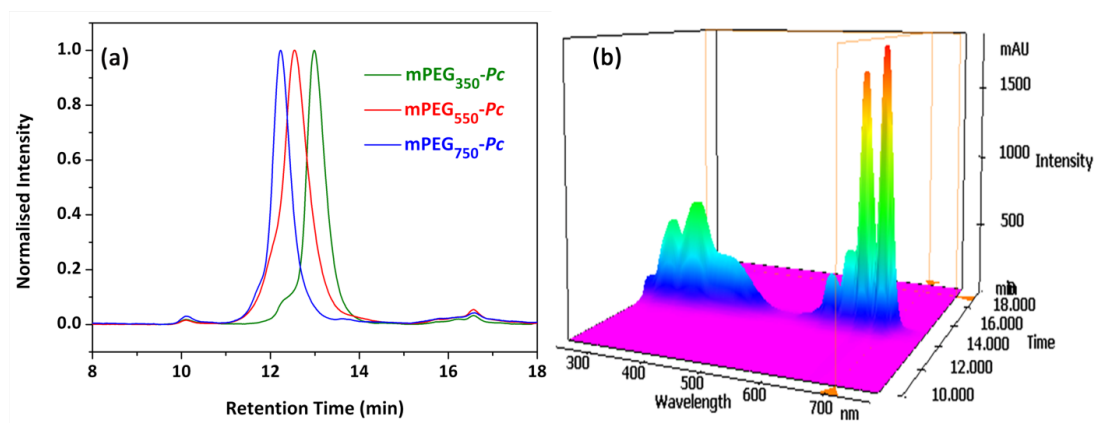 (a)
mPEG350-Pc
mPEG550-Pc
mPEG750-Pc
1.0
0.8
0.6
0.4
0.2
0.0
Normalised Intensity
8 10 12 14 16 18
Retention Time (min)
(b)
mAU
1500
1000
Intensity
500
18.000
16.000
14.000
Time
12.000
10.000
300
400
500
600
700
Wavelength
nm